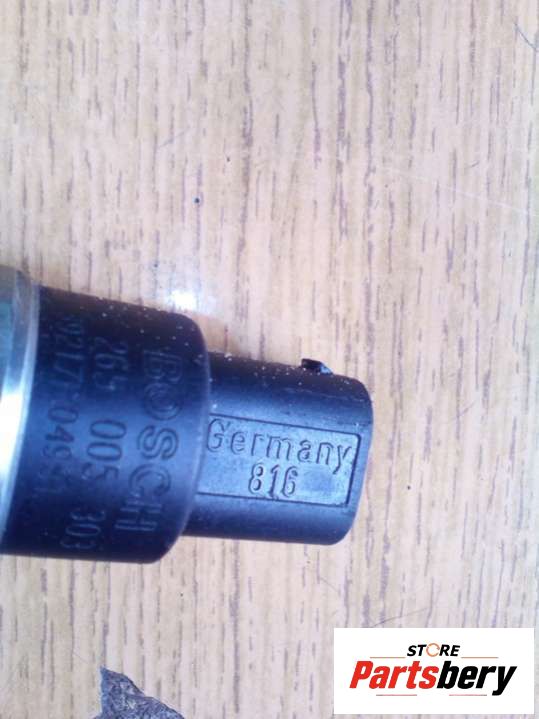 BOSCH
265 005 303
Germany
816
STORE
Partsbery